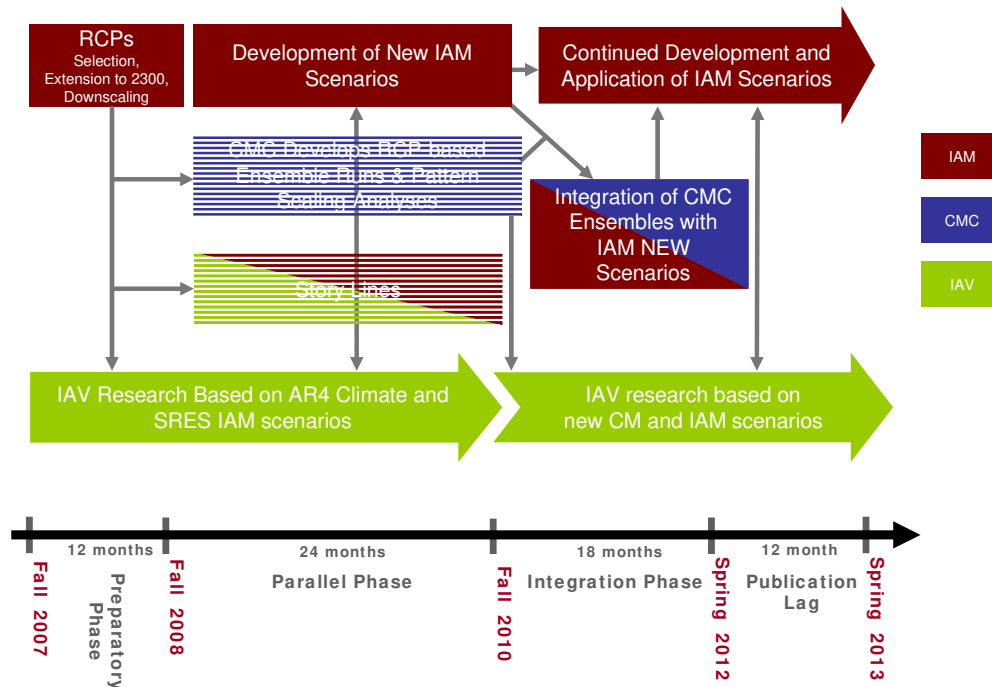 RCPs
Selection,
Extension to 2300,
Downscaling
Development of New IAM
Scenarios
Continued Development and
Application of IAM Scenarios
CMC Develops RCP-based
Ensemble Runs & Pattern
Scaling Analyses
Integration of CMC
Ensembles with
IAM NEW
Scenarios
Story Lines
IAM
CMC
IAV
IAV Research Based on AR4 Climate and
SRES IAM scenarios
IAV research based on
new CM and IAM scenarios
12 months
24 months
18 months
12 month
Fall 2007
Preparatory
Phase
Fall 2008
Parallel Phase
Fall 2010
Integration Phase
Spring 2012
Publication
Lag
Spring 2013